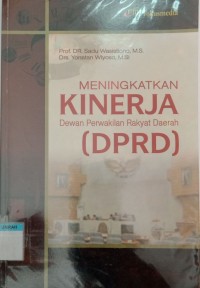 Prof. DR. Sadu Wasistiono, M.S.
Drs. Yonatan Wiyoso, M.Si
MENINGKATKAN
KINERJA
Dewan Perwakilan Rakyat Daerah
(DPRD)